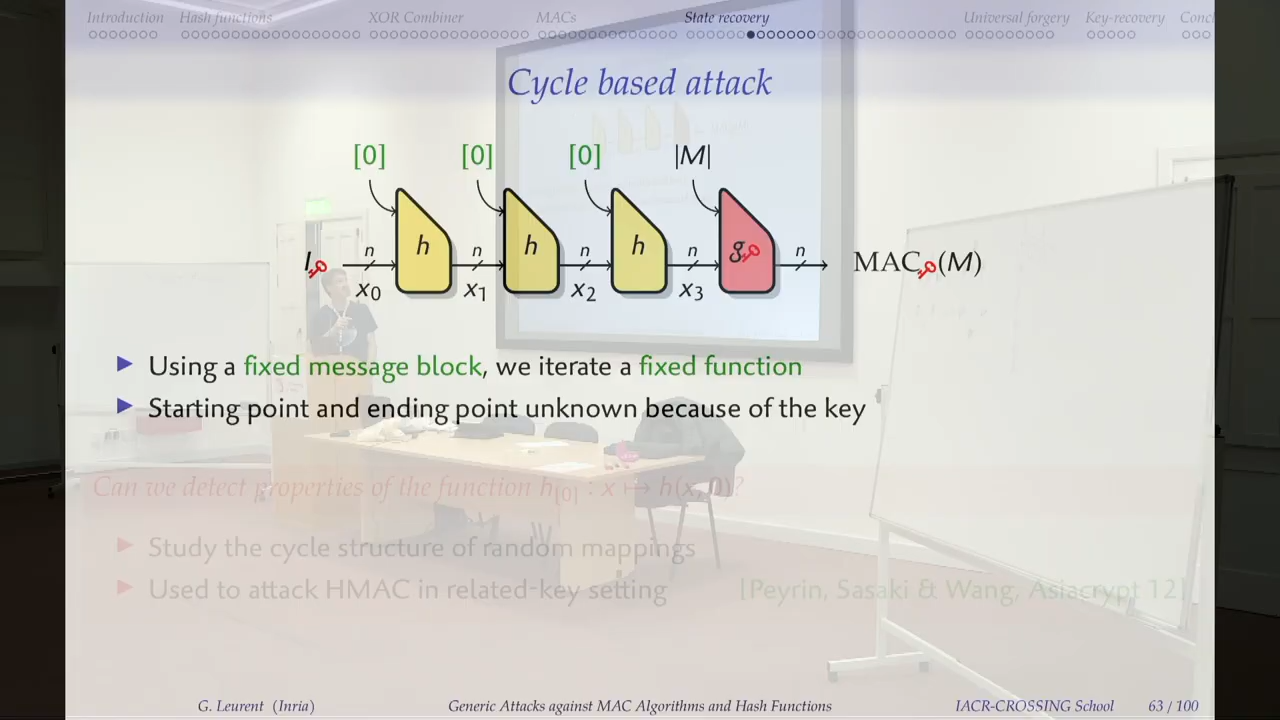 Introduction Hash functions XOR Combiner MACs State recovery Universal forgery Key-recovery Concl
Cycle based attack
[0] [0] [0] |M|
h h h g
n n n n n
I MAC (M)
x0 x1 x2 x3
▶ Using a fixed message block, we iterate a fixed function
▶ Starting point and ending point unknown because of the key
Can we detect properties of the function h[0] : x ↦ h(x, 0)?
▶ Study the cycle structure of random mappings
▶ Used to attack HMAC in related-key setting [Peyrin, Sasaki & Wang, Asiacrypt 12]
G. Leurent (Inria) Generic Attacks against MAC Algorithms and Hash Functions IACR-CROSSING School 63 / 100